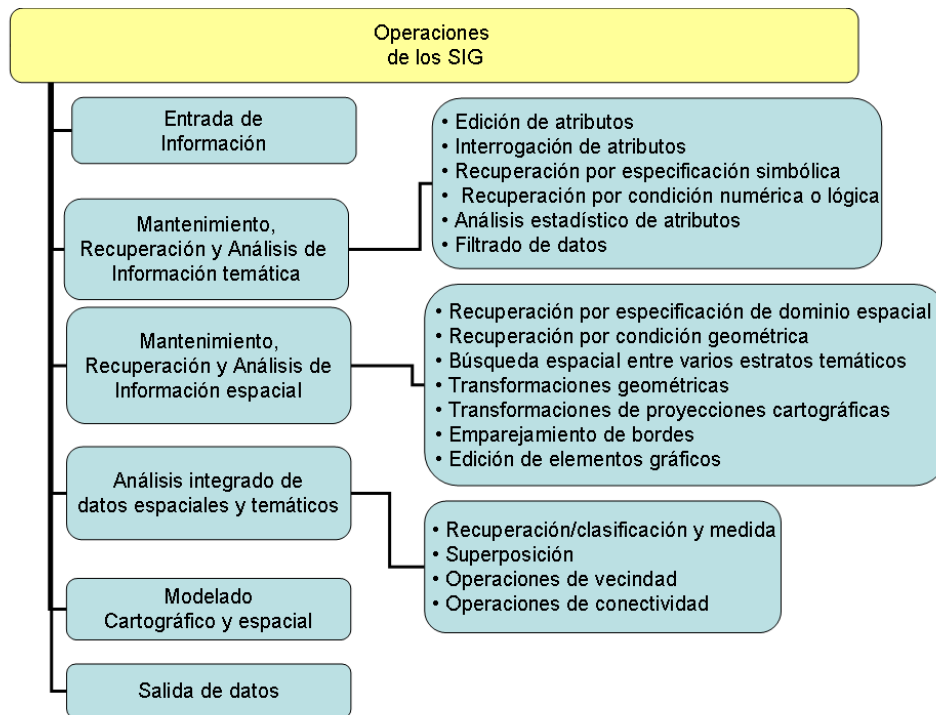 Operaciones
de los SIG
Entrada de
Información
• Edición de atributos
• Interrogación de atributos
• Recuperación por especificación simbólica
• Recuperación por condición numérica o lógica
• Análisis estadístico de atributos
• Filtrado de datos
Mantenimiento,
Recuperación y Análisis de
Información temática
Mantenimiento,
Recuperación y Análisis de
Información espacial
• Recuperación por especificación de dominio espacial
• Recuperación por condición geométrica
• Búsqueda espacial entre varios estratos temáticos
• Transformaciones geométricas
• Transformaciones de proyecciones cartográficas
• Emparejamiento de bordes
• Edición de elementos gráficos
Análisis integrado de
datos espaciales y temáticos
• Recuperación/clasificación y medida
• Superposición
• Operaciones de vecindad
• Operaciones de conectividad
Modelado
Cartográfico y espacial
Salida de datos